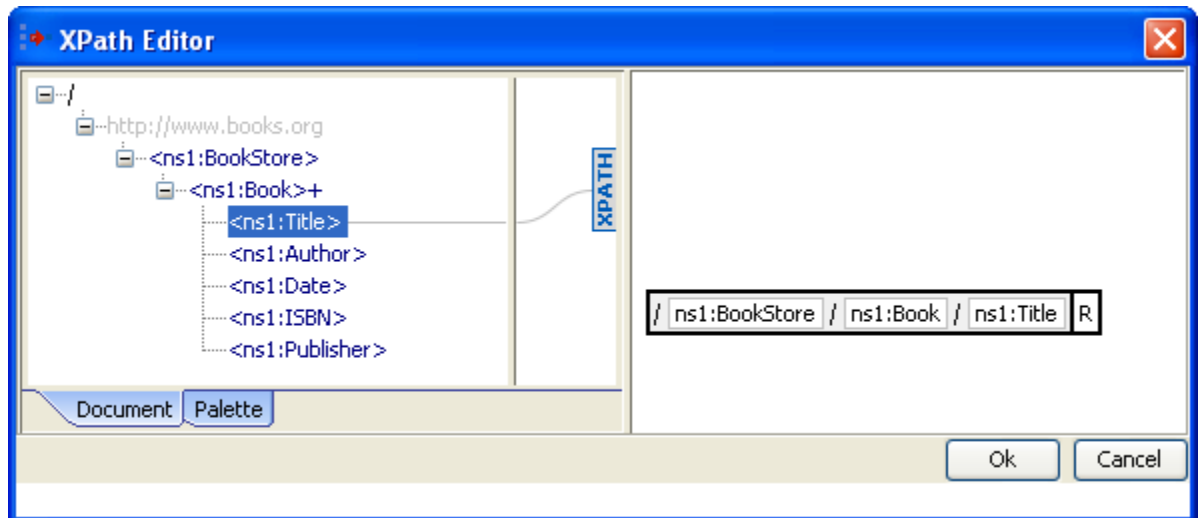 XPath Editor
/
http://www.books.org
<ns1:BookStore>
<ns1:Book>+
<ns1:Title>
<ns1:Author>
<ns1:Date>
<ns1:ISBN>
<ns1:Publisher>
XPATH
/ ns1:BookStore / ns1:Book / ns1:Title R
Document Palette
Ok Cancel